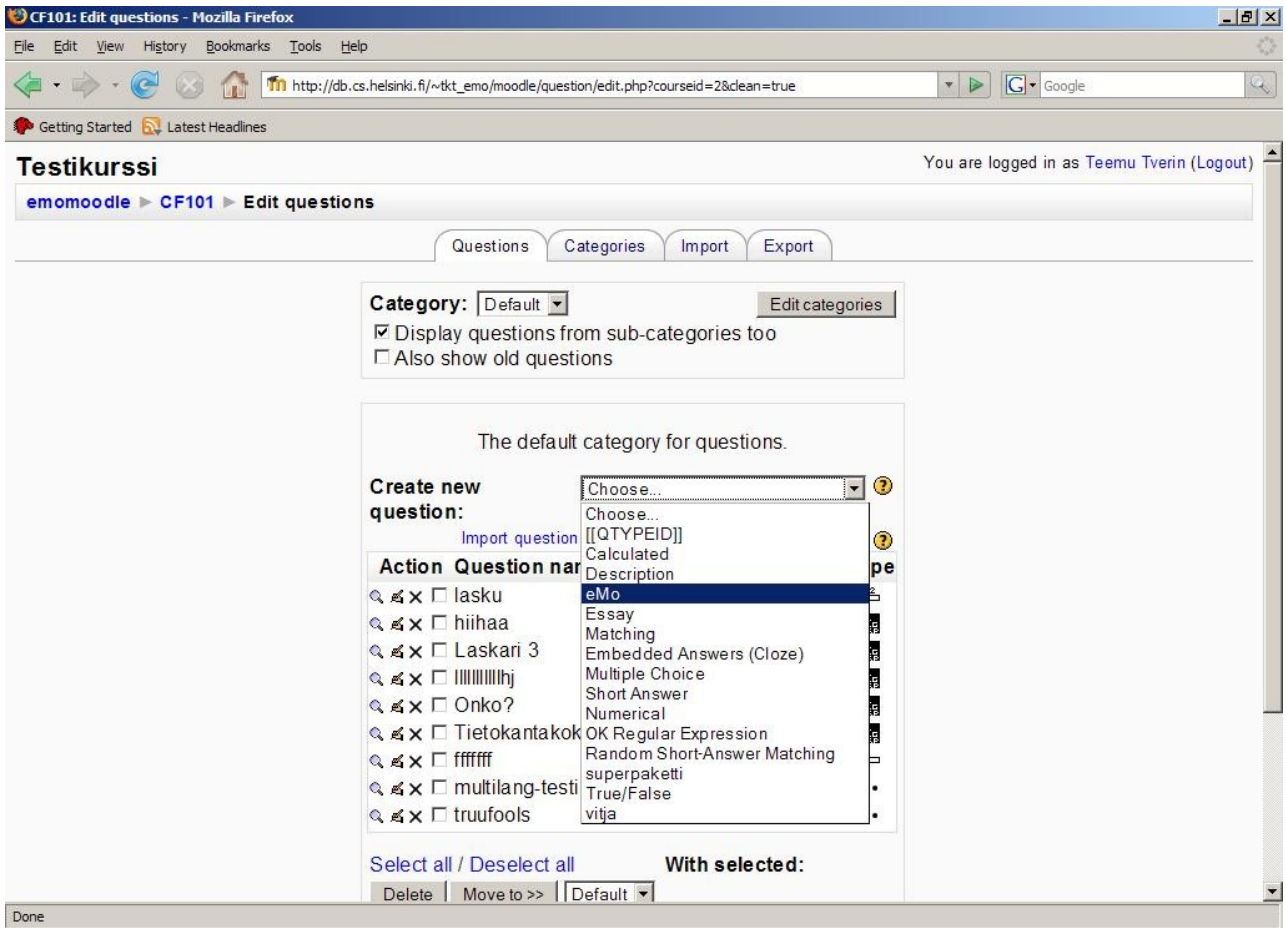 CF101: Edit questions - Mozilla Firefox
File Edit View History Bookmarks Tools Help
http://db.cs.helsinki.fi/~tkt_emo/moodle/question/edit.php?courseid=2&clean=true
G Google
Getting Started Latest Headlines
Testikurssi
You are logged in as Teemu Tverin (Logout)
emomoodle ► CF101 ► Edit questions
Questions Categories Import Export
Category: Default Edit categories
Display questions from sub-categories too
Also show old questions
The default category for questions.
Create new question:
Choose...
Choose...
[[QTYPEID]]
Calculated
Description
eMo
Essay
Matching
Embedded Answers (Cloze)
Multiple Choice
Short Answer
Numerical
OK Regular Expression
Random Short-Answer Matching
superpaketti
True/False
vitja
Import question
Action Question nar pe
lasku
hiihaa
Laskari 3
Onko?
Tietokantakok
fffffff
multilang-testi
truufools
Select all / Deselect all With selected:
Delete Move to >> Default
Done